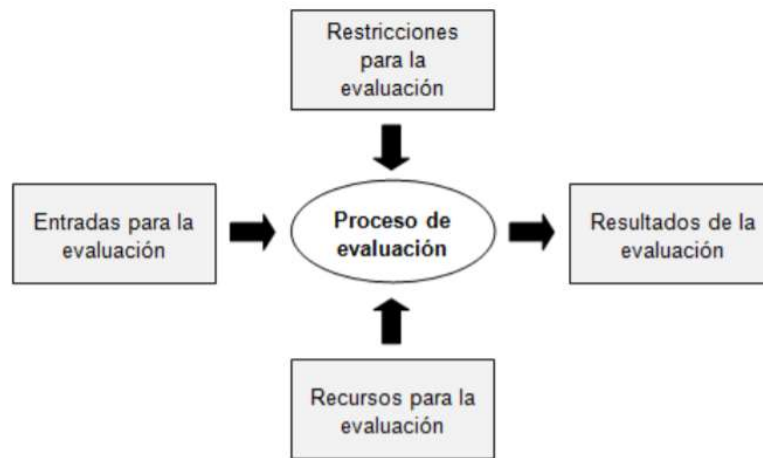 Restricciones
para la
evaluación
Entradas para la
evaluación
Proceso de
evaluación
Resultados de la
evaluación
Recursos para la
evaluación